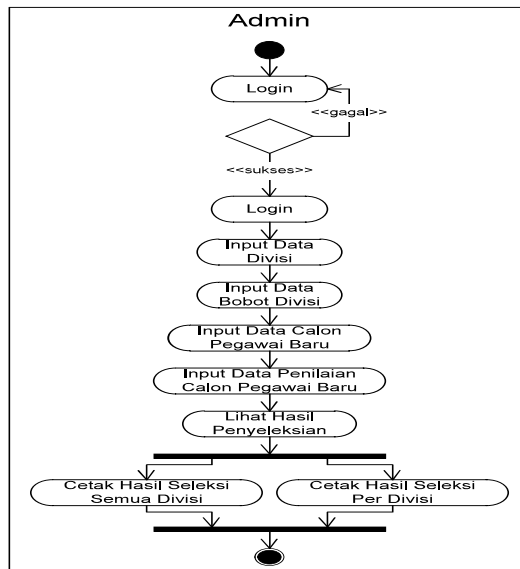 Admin
Login
<<gagal>>
<<sukses>>
Login
Input Data
Divisi
Input Data
Bobot Divisi
Input Data Calon
Pegawai Baru
Input Data Penilaian
Calon Pegawai Baru
Lihat Hasil
Penyeleksian
Cetak Hasil Seleksi
Semua Divisi
Cetak Hasil Seleksi
Per Divisi